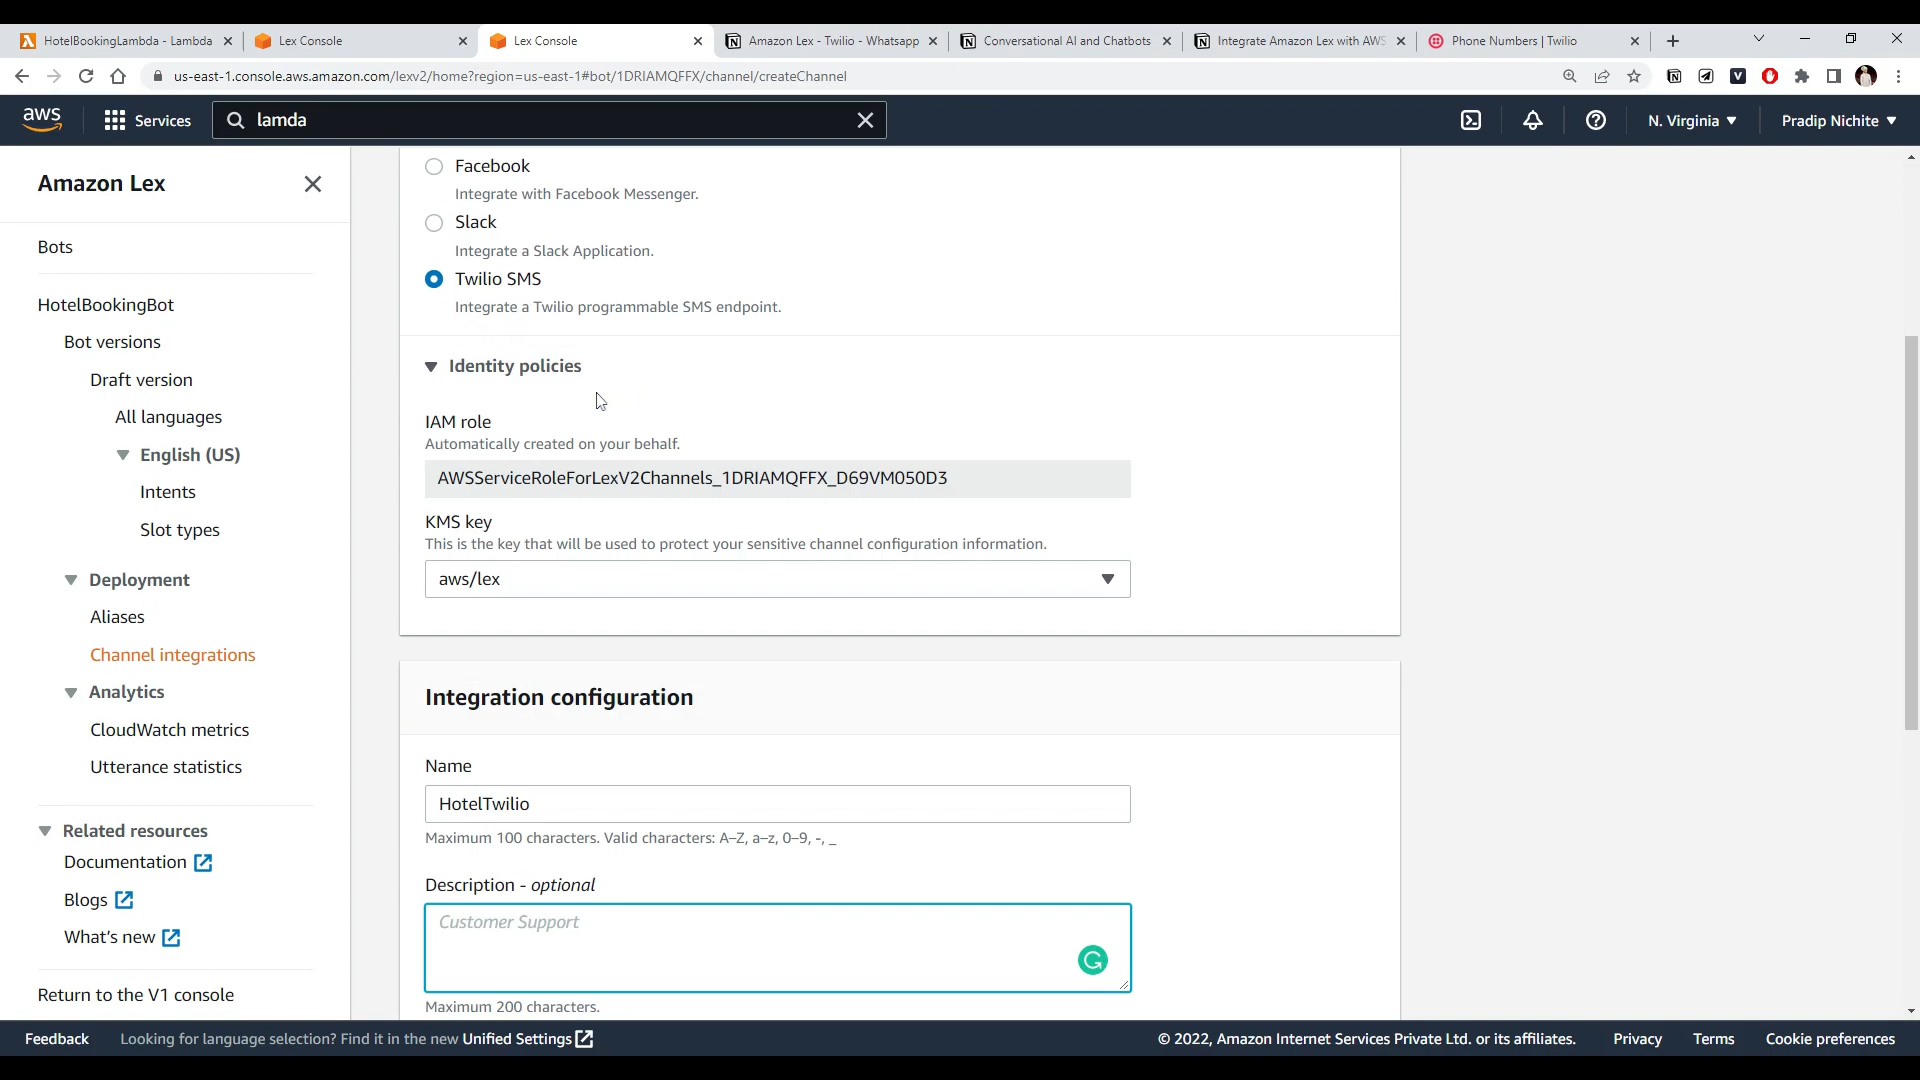 HotelBookingLambda - Lambda
Lex Console
Lex Console
Amazon Lex - Twilio - Whatsapp
Conversational AI and Chatbots
Integrate Amazon Lex with AWS
Phone Numbers | Twilio
us-east-1.console.aws.amazon.com/lexv2/home?region=us-east-1#bot/1DRIAMQFFX/channel/createChannel
aws
Services
lamda
N. Virginia
Pradip Nichite
Amazon Lex
Bots
HotelBookingBot
Bot versions
Draft version
All languages
English (US)
Intents
Slot types
Deployment
Aliases
Channel integrations
Analytics
CloudWatch metrics
Utterance statistics
Related resources
Documentation
Blogs
What's new
Return to the V1 console
Facebook
Integrate with Facebook Messenger.
Slack
Integrate a Slack Application.
Twilio SMS
Integrate a Twilio programmable SMS endpoint.
Identity policies
IAM role
Automatically created on your behalf.
AWSServiceRoleForLexV2Channels_1DRIAMQFFX_D69VM050D3
KMS key
This is the key that will be used to protect your sensitive channel configuration information.
aws/lex
Integration configuration
Name
HotelTwilio
Maximum 100 characters. Valid characters: A–Z, a–z, 0–9, -, _
Description - optional
Customer Support
Maximum 200 characters.
Feedback
Looking for language selection? Find it in the new Unified Settings
© 2022, Amazon Internet Services Private Ltd. or its affiliates.
Privacy
Terms
Cookie preferences